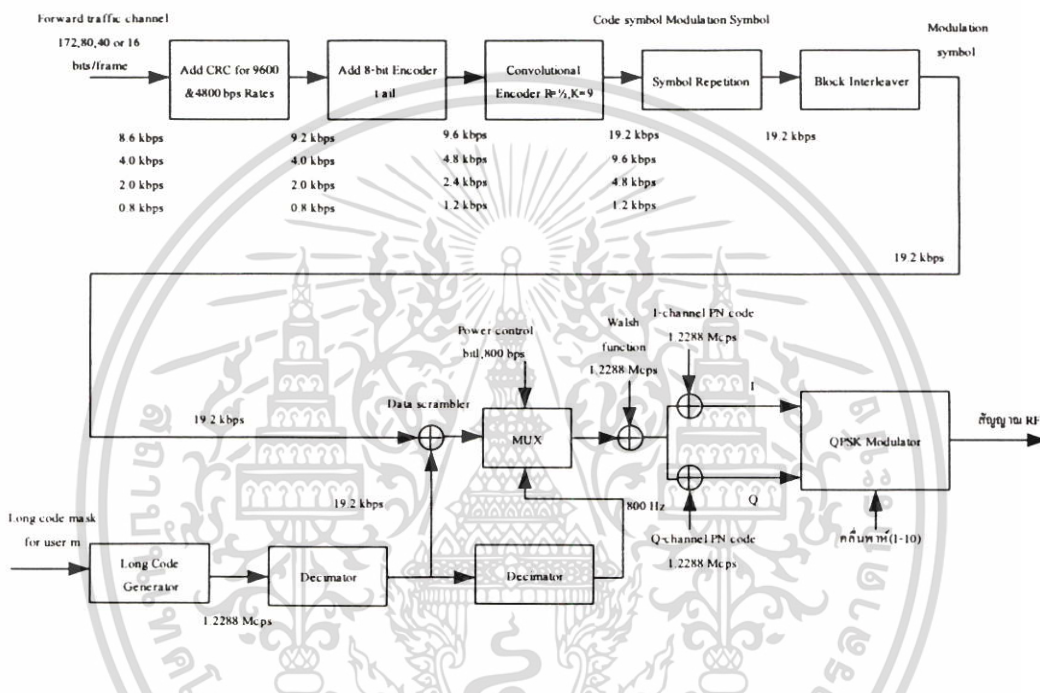 Forward traffic channel
172,80,40 or 16
bits/frame
Add CRC for 9600
&4800 bps Rates
Add 8-bit Encoder
tail
Convolutional
Encoder R=½,K=9
Code symbol Modulation Symbol
Symbol Repetition
Block Interleaver
Modulation
symbol
8.6 kbps
4.0 kbps
2.0 kbps
0.8 kbps
9.2 kbps
4.0 kbps
2.0 kbps
0.8 kbps
9.6 kbps
4.8 kbps
2.4 kbps
1.2 kbps
19.2 kbps
9.6 kbps
4.8 kbps
1.2 kbps
19.2 kbps
19.2 kbps
Power control
bitl,800 bps
Walsh
function
1.2288 Mcps
I-channel PN code
1.2288 Mcps
19.2 kbps
Data scrambler
MUX
I
QPSK Modulator
สัญญาณ RF
19.2 kbps
800 Hz
Q
Q-channel PN code
1.2288 Mcps
คลื่นพาห์(1-10)
Long code mask
for user m
Long Code
Generator
1.2288 Mcps
Decimator
Decimator